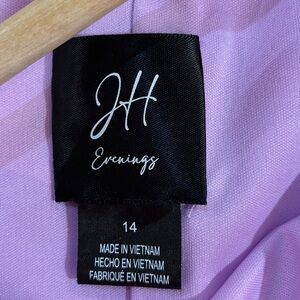 JH
Evenings
14
MADE IN VIETNAM
HECHO EN VIETNAM
FABRIQUÉ EN VIETNAM